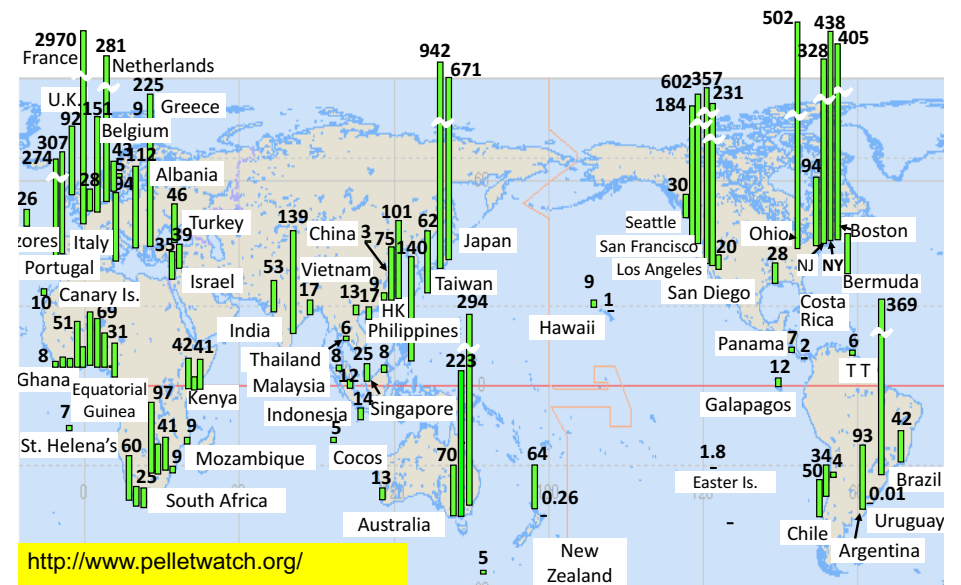 2970
France
281
Netherlands
225
U.K.
92
151
9
Greece
Belgium
307
274
43
5
112
28
94
Albania
26
46
Turkey
zores
Italy
35
39
Portugal
Israel
10
Canary Is.
51
69
31
8
Ghana
Equatorial
Guinea
42
41
Kenya
97
7
St. Helena's
60
41
9
9
Mozambique
25
South Africa
0
942
671
139
101
China
3
75
62
Japan
140
53
Vietnam
9
Taiwan
17
13
17
HK
India
Philippines
294
6
Thailand
8
25
8
Malaysia
12
223
14
Indonesia
Singapore
5
Cocos
70
13
Australia
64
0.26
New
Zealand
5
60
0
9
1
Hawaii
602
357
184
231
30
Seattle
San Francisco
Los Angeles
20
San Diego
502
438
328
405
94
Ohio
Boston
NJ
NY
28
Bermuda
Costa
Rica
369
7
Panama
2
6
T T
12
Galapagos
42
93
1.8
Easter Is.
120
34
50
4
Brazil
0.01
Uruguay
Chile
Argentina
http://www.pelletwatch.org/